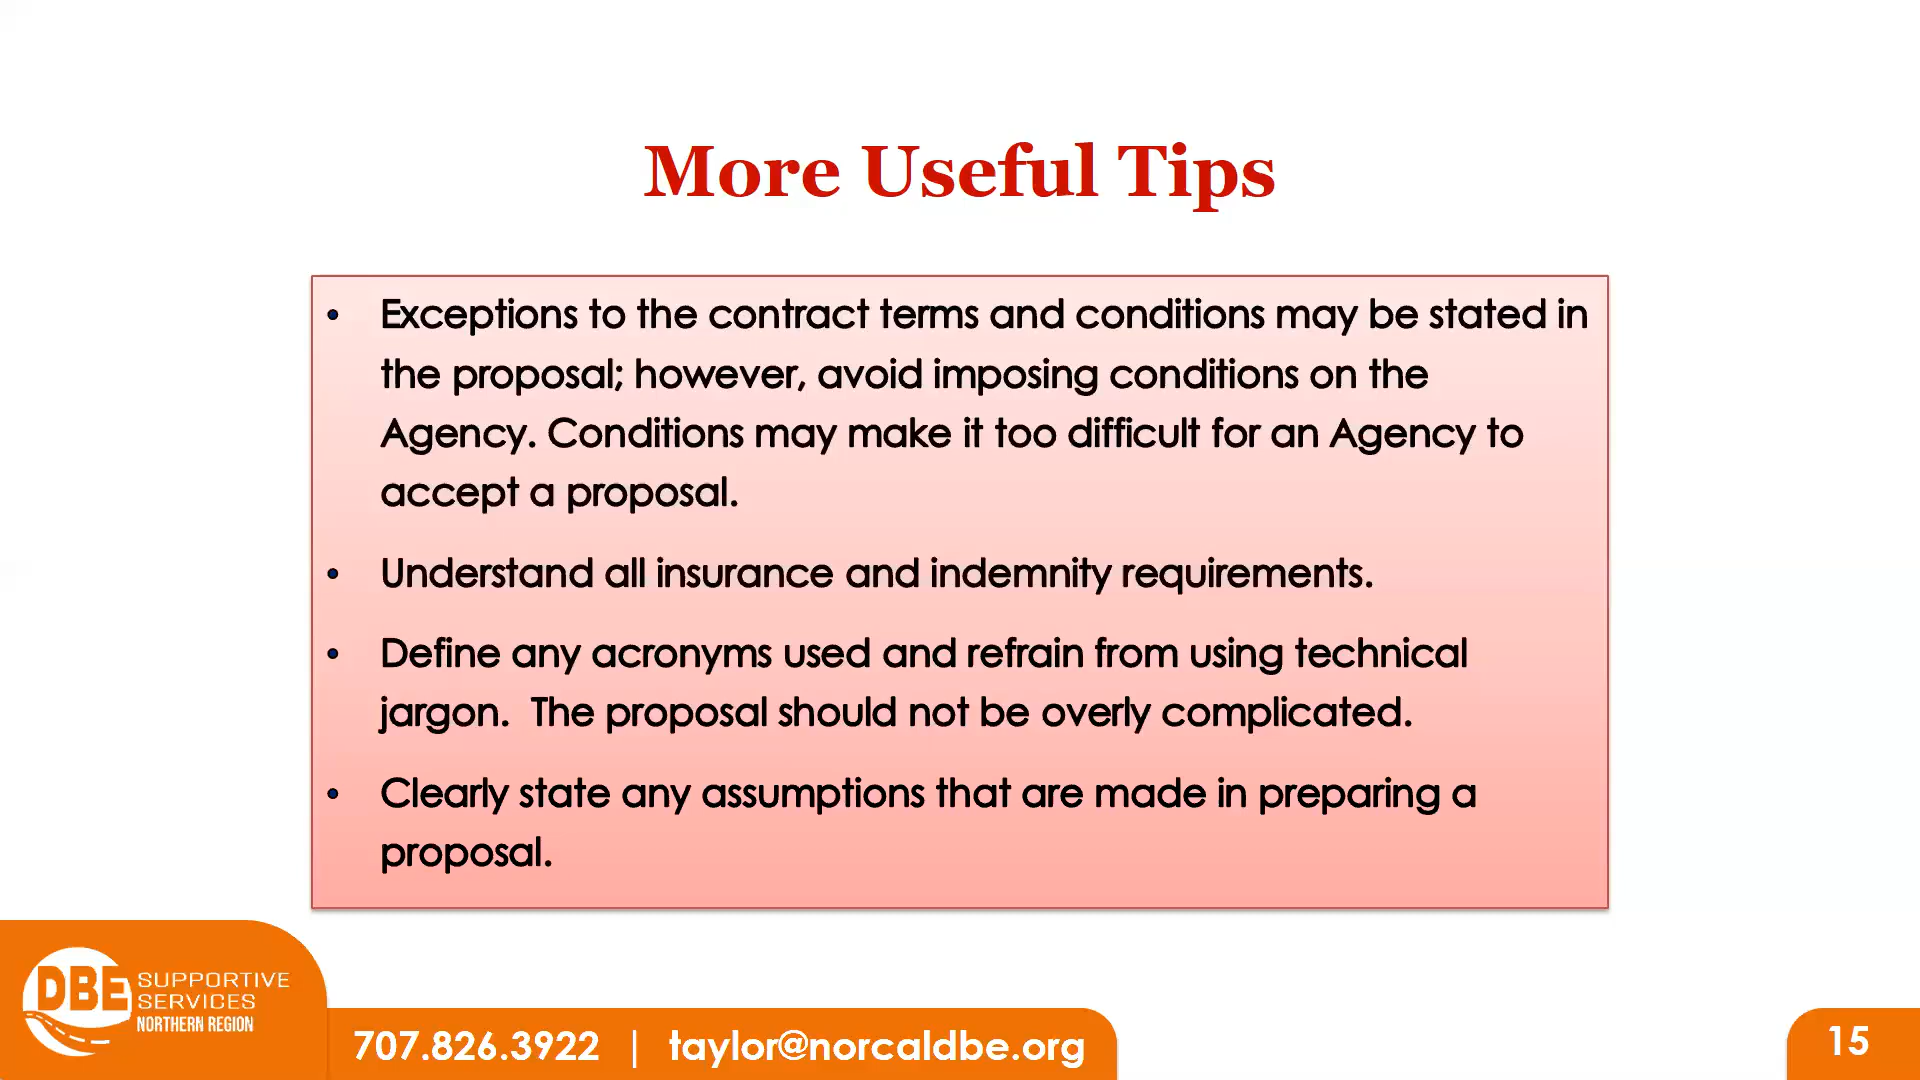 More Useful Tips
• Exceptions to the contract terms and conditions may be stated in
the proposal; however, avoid imposing conditions on the
Agency. Conditions may make it too difficult for an Agency to
accept a proposal.
• Understand all insurance and indemnity requirements.
• Define any acronyms used and refrain from using technical
jargon.  The proposal should not be overly complicated.
• Clearly state any assumptions that are made in preparing a
proposal.
DBE
SUPPORTIVE
SERVICES
NORTHERN REGION
707.826.3922 | taylor@norcaldbe.org
15